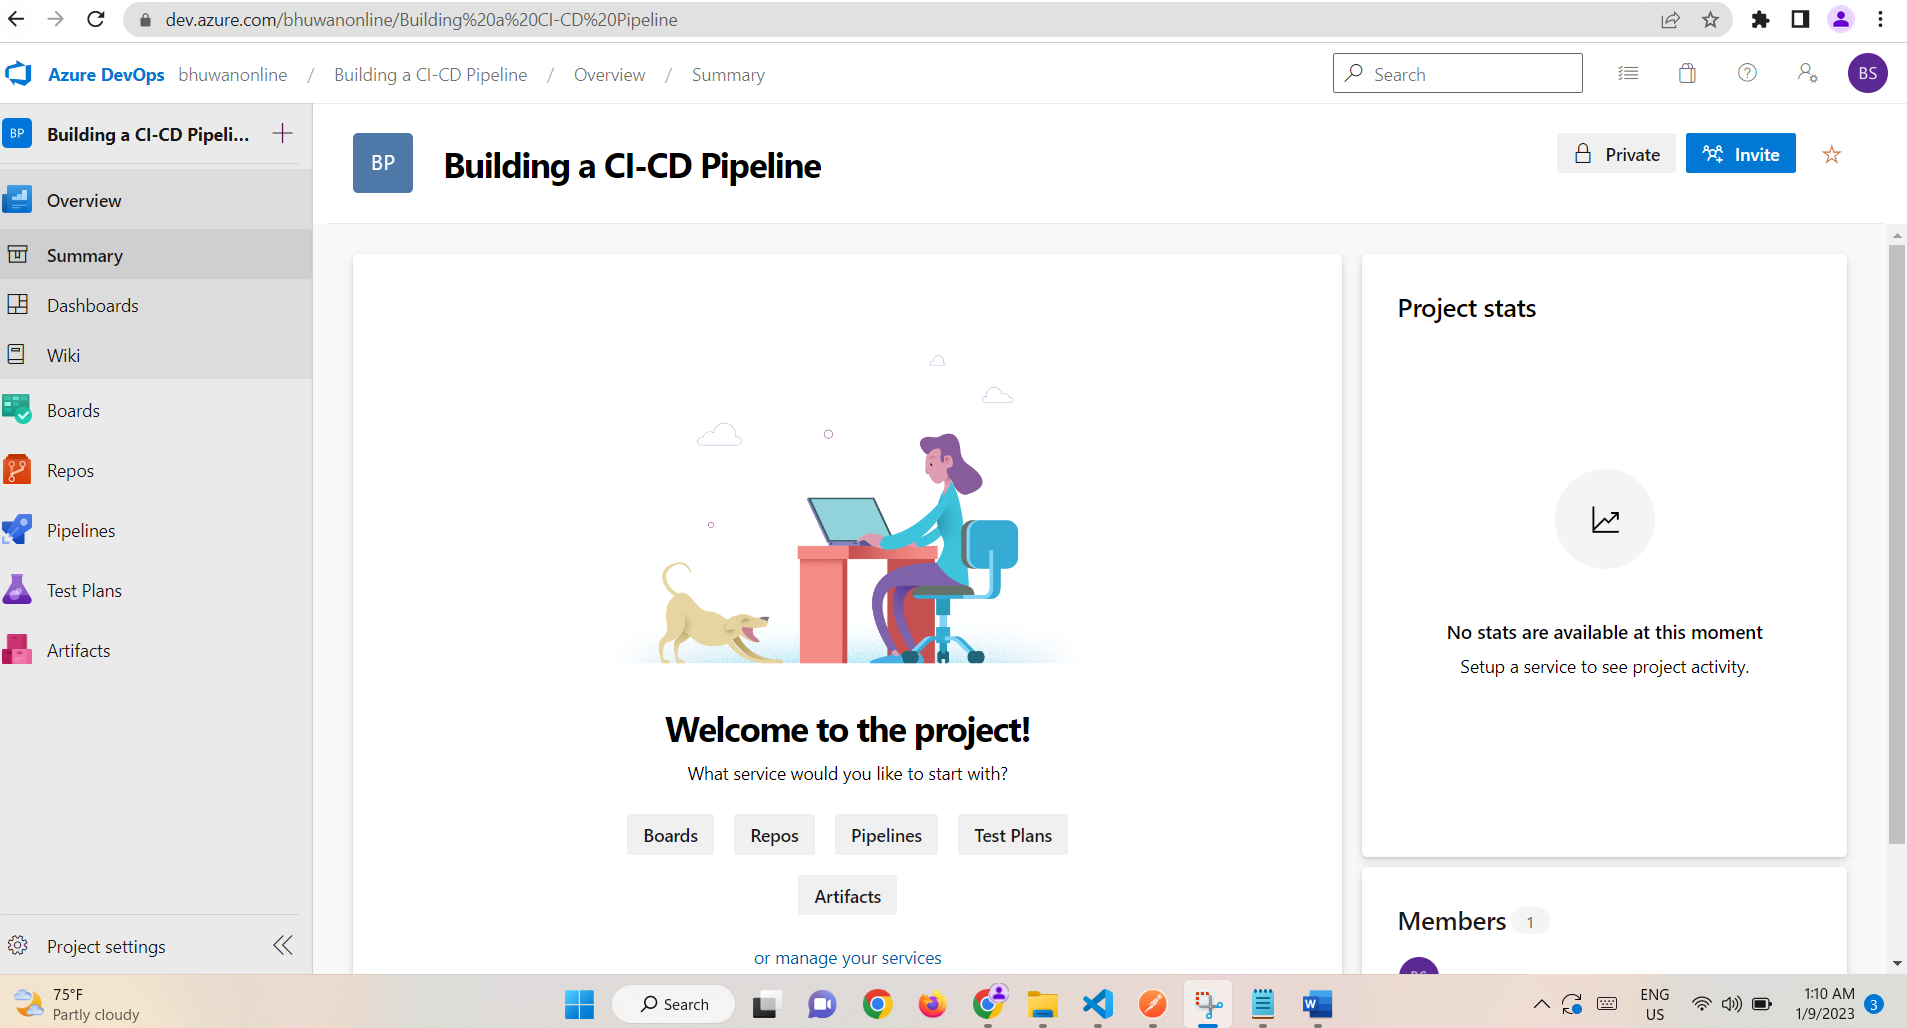 dev.azure.com/bhuwanonline/Building%20a%20CI-CD%20Pipeline
Azure DevOps bhuwanonline / Building a CI-CD Pipeline / Overview / Summary
Search
BS
BP Building a CI-CD Pipeli...
Overview
Summary
Dashboards
Wiki
Boards
Repos
Pipelines
Test Plans
Artifacts
Project settings
BP Building a CI-CD Pipeline
Private
Invite
Welcome to the project!
What service would you like to start with?
Boards Repos Pipelines Test Plans
Artifacts
or manage your services
Project stats
No stats are available at this moment
Setup a service to see project activity.
Members 1
BS
75°F
Partly cloudy
Search
ENG
US
1:10 AM
1/9/2023
3